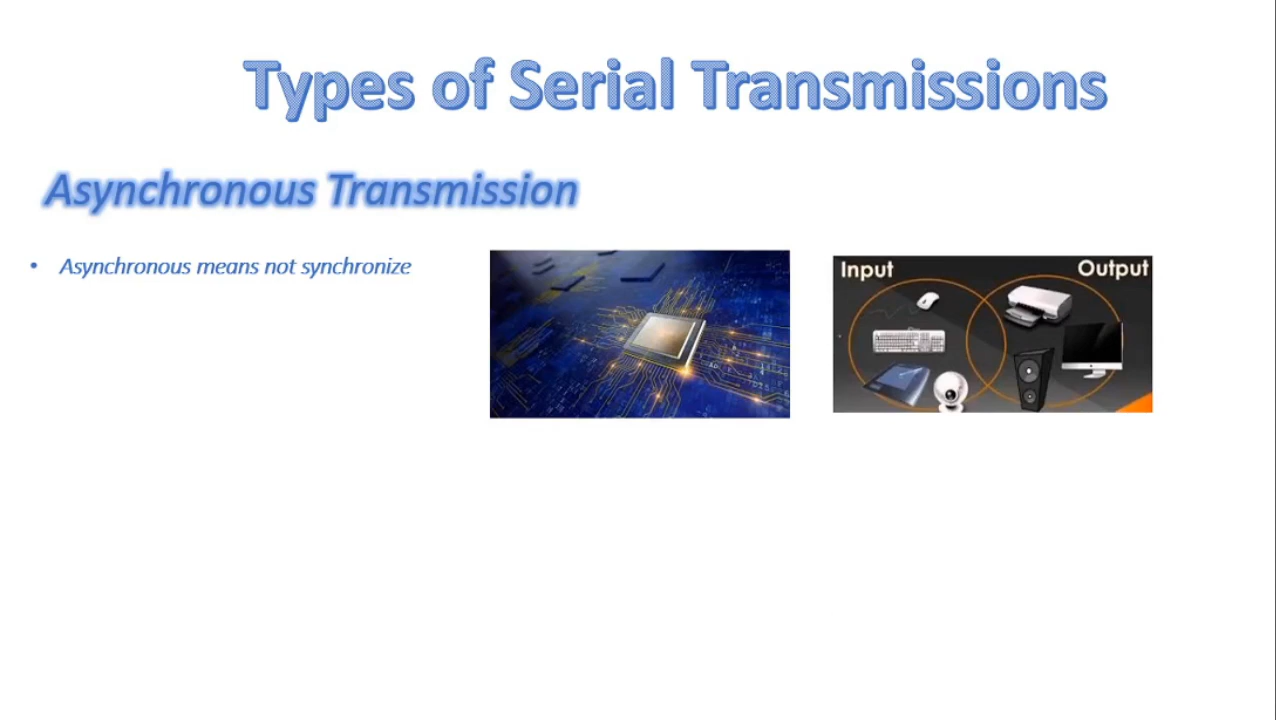 Types of Serial Transmissions
Asynchronous Transmission
• Asynchronous means not synchronize
Input
Output